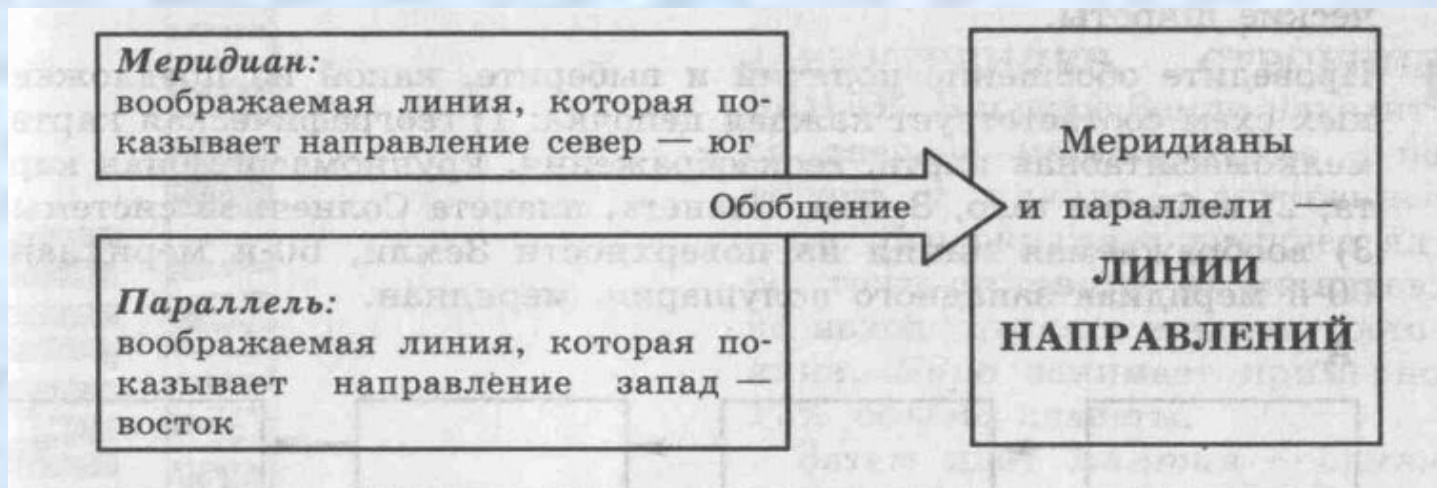 Меридиан:
воображаемая линия, которая по-
казывает направление север — юг
Обобщение
Параллель:
воображаемая линия, которая по-
казывает направление запад —
восток
Меридианы
и параллели —
ЛИНИИ
НАПРАВЛЕНИЙ